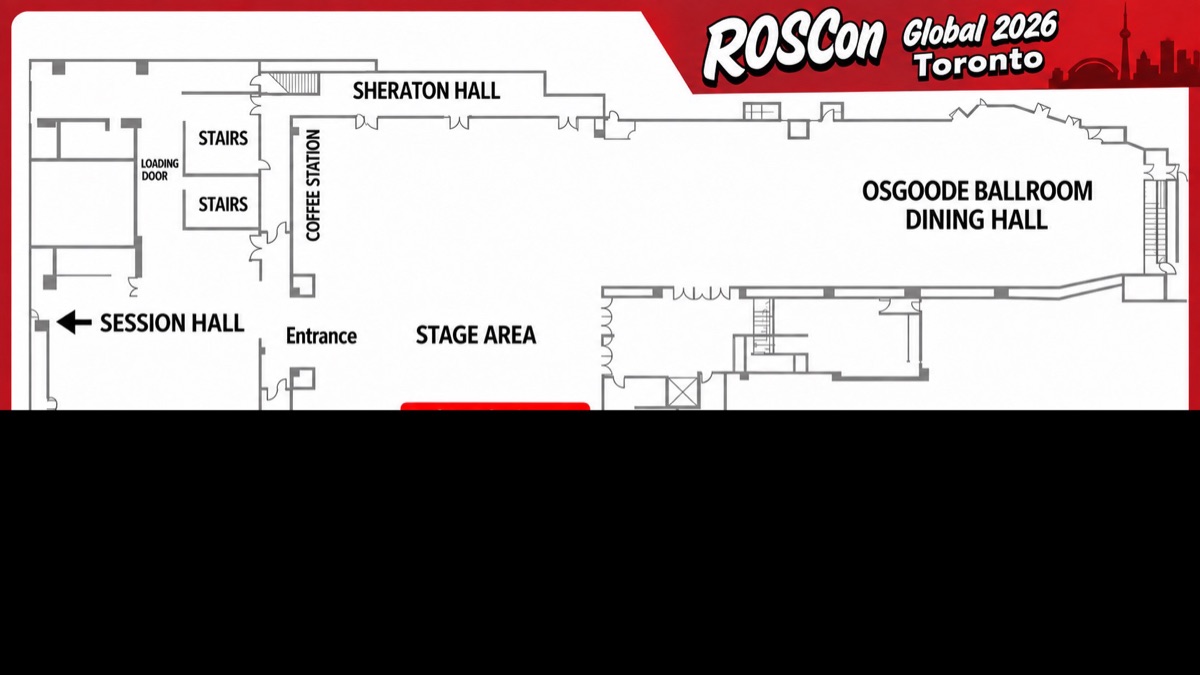 ROSCon Global 2026
Toronto
SHERATON HALL
STAIRS
LOADING
DOOR
STAIRS
COFFEE STATION
OSGOODE BALLROOM
DINING HALL
SESSION HALL
Entrance
STAGE AREA